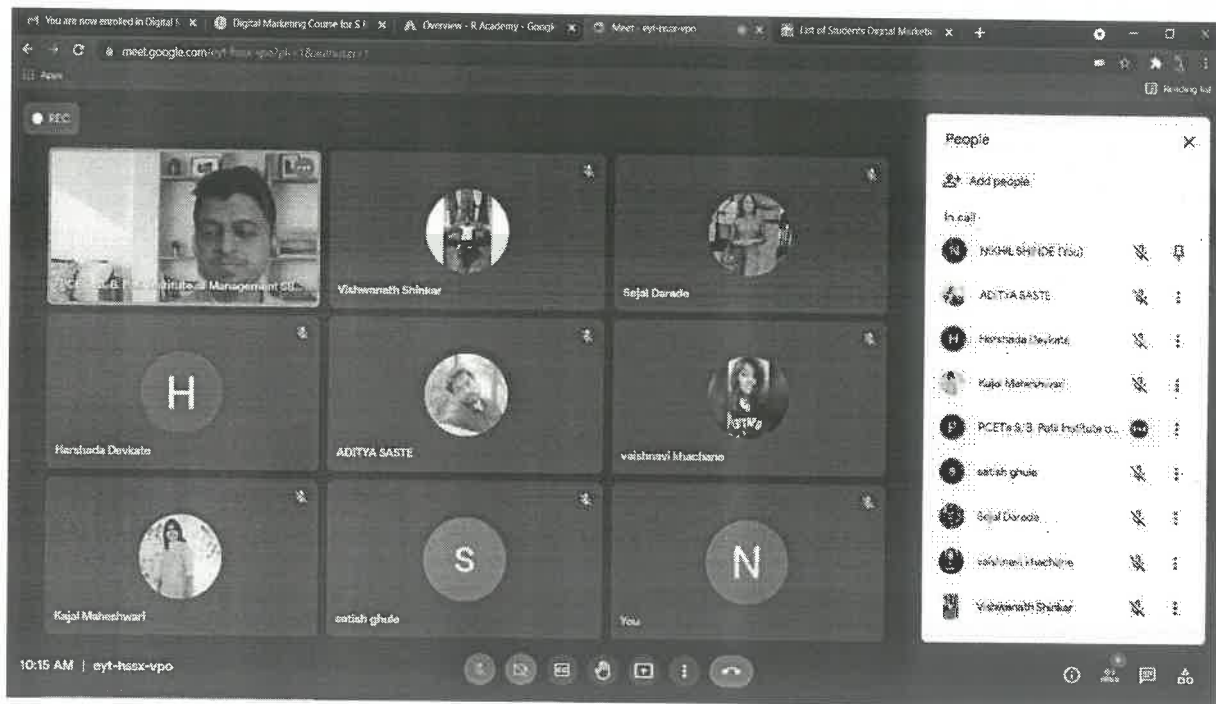 You are now enrolled in Digital
Digital Marketing Course for S
Overview - R Academy - Googl
Meet - eyt-hssx-vpo
List of Students Digital Marketi
meet.google.com/eyt-hssx-vpo
Apps
Reading list
REC
Institute of Management SB...
Vishwanath Shinkar
Sejal Darade
H
Harshada Devkate
ADITYA SASTE
vaishnavi khachane
Kajal Maheshwari
S
satish ghule
N
You
10:15 AM | eyt-hssx-vpo
People
Add people
In call
N NIKHIL SHINDE (You)
ADITYA SASTE
H Harshada Devkate
Kajal Maheshwari
P PCETs S. B. Patil Institute o...
S satish ghule
Sejal Darade
vaishnavi khachane
Vishwanath Shinkar